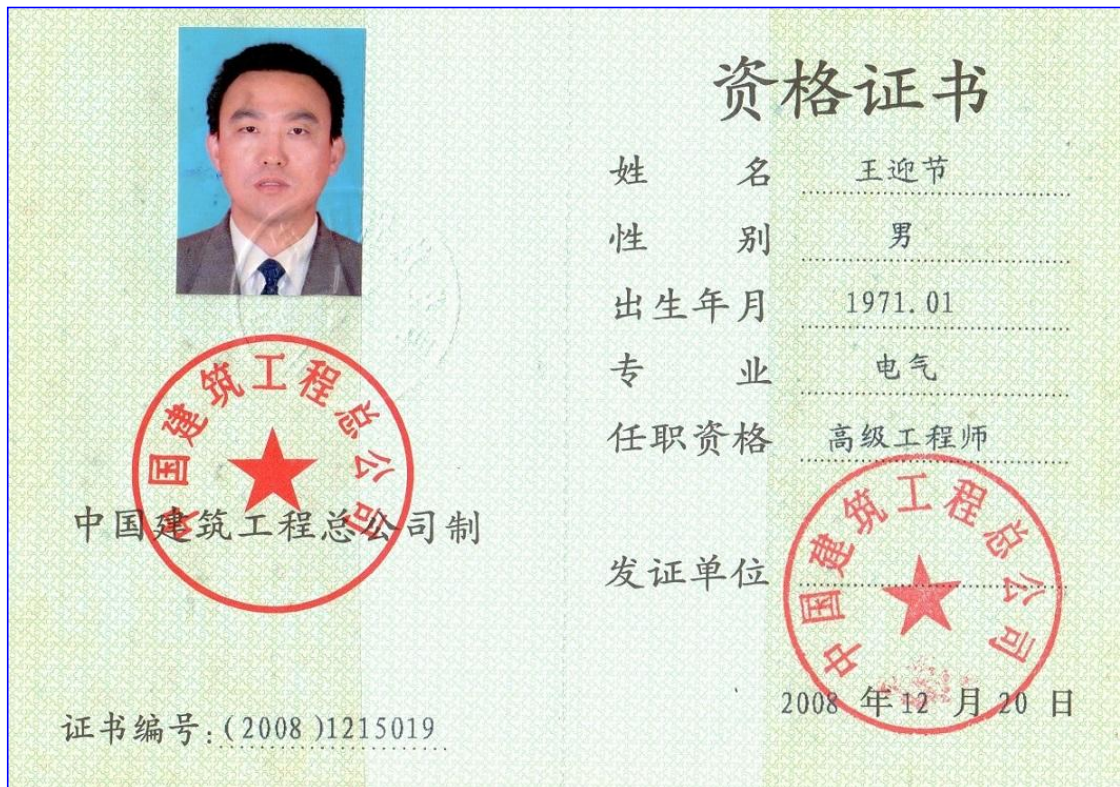 中国建筑工程总公司
中国建筑工程总公司制
证书编号:(2008)1215019
资格证书
姓 名 王迎节
性 别 男
出生年月 1971.01
专 业 电气
任职资格 高级工程师
发证单位
中国建筑工程总公司
2008 年 12 月 20 日